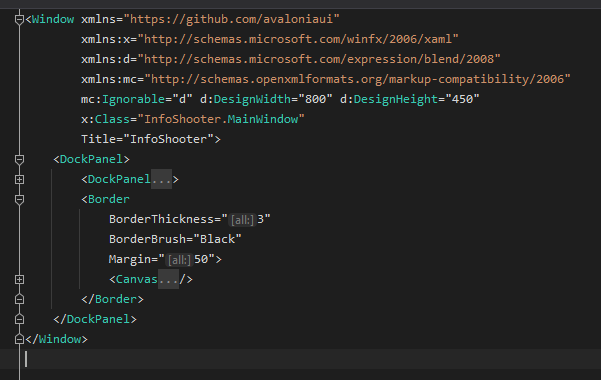 <Window xmlns="https://github.com/avaloniaui"
xmlns:x="http://schemas.microsoft.com/winfx/2006/xaml"
xmlns:d="http://schemas.microsoft.com/expression/blend/2008"
xmlns:mc="http://schemas.openxmlformats.org/markup-compatibility/2006"
mc:Ignorable="d" d:DesignWidth="800" d:DesignHeight="450"
x:Class="InfoShooter.MainWindow"
Title="InfoShooter">
<DockPanel>
<DockPanel...>
<Border
BorderThickness="[all:]3"
BorderBrush="Black"
Margin="[all:]50">
<Canvas.../>
</Border>
</DockPanel>
</Window>